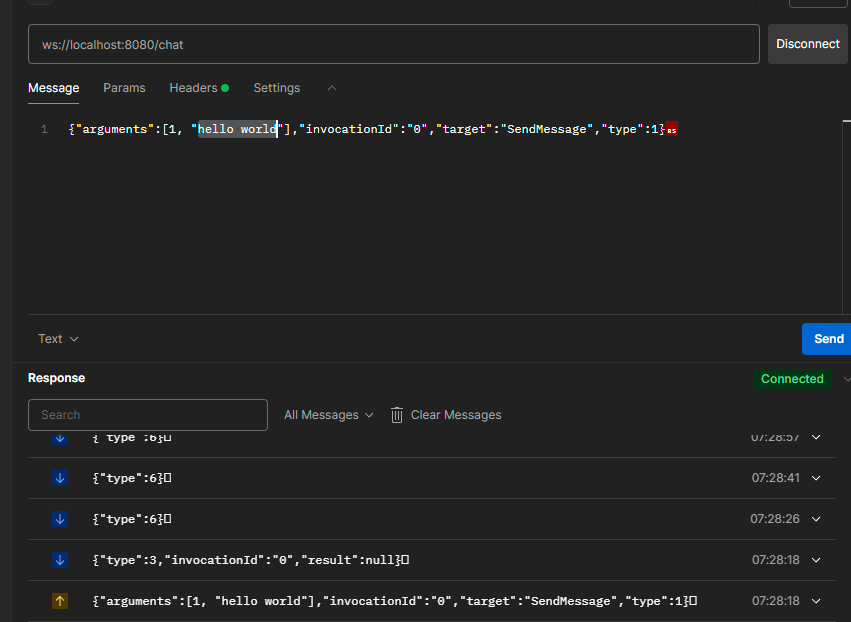 ws://localhost:8080/chat
Disconnect
Message Params Headers Settings
1 {"arguments":[1, "hello world"],"invocationId":"0","target":"SendMessage","type":1}RS
Text
Send
Response
Connected
Search All Messages Clear Messages
{"type":6} 07:28:57
{"type":6} 07:28:41
{"type":6} 07:28:26
{"type":3,"invocationId":"0","result":null} 07:28:18
{"arguments":[1, "hello world"],"invocationId":"0","target":"SendMessage","type":1} 07:28:18